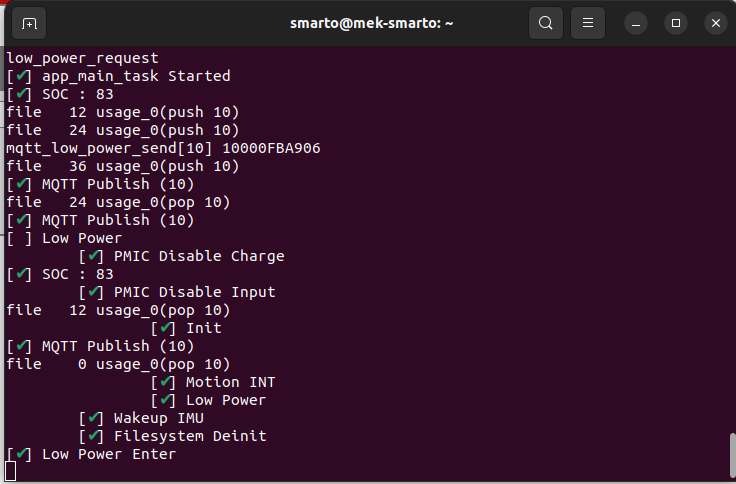 smarto@mek-smarto: ~
low_power_request
[✔] app_main_task Started
[✔] SOC : 83
file   12 usage_0(push 10)
file   24 usage_0(push 10)
mqtt_low_power_send[10] 10000FBA906
file   36 usage_0(push 10)
[✔] MQTT Publish (10)
file   24 usage_0(pop 10)
[✔] MQTT Publish (10)
[ ] Low Power
        [✔] PMIC Disable Charge
[✔] SOC : 83
        [✔] PMIC Disable Input
file   12 usage_0(pop 10)
                [✔] Init
[✔] MQTT Publish (10)
file    0 usage_0(pop 10)
                [✔] Motion INT
                [✔] Low Power
        [✔] Wakeup IMU
        [✔] Filesystem Deinit
[✔] Low Power Enter